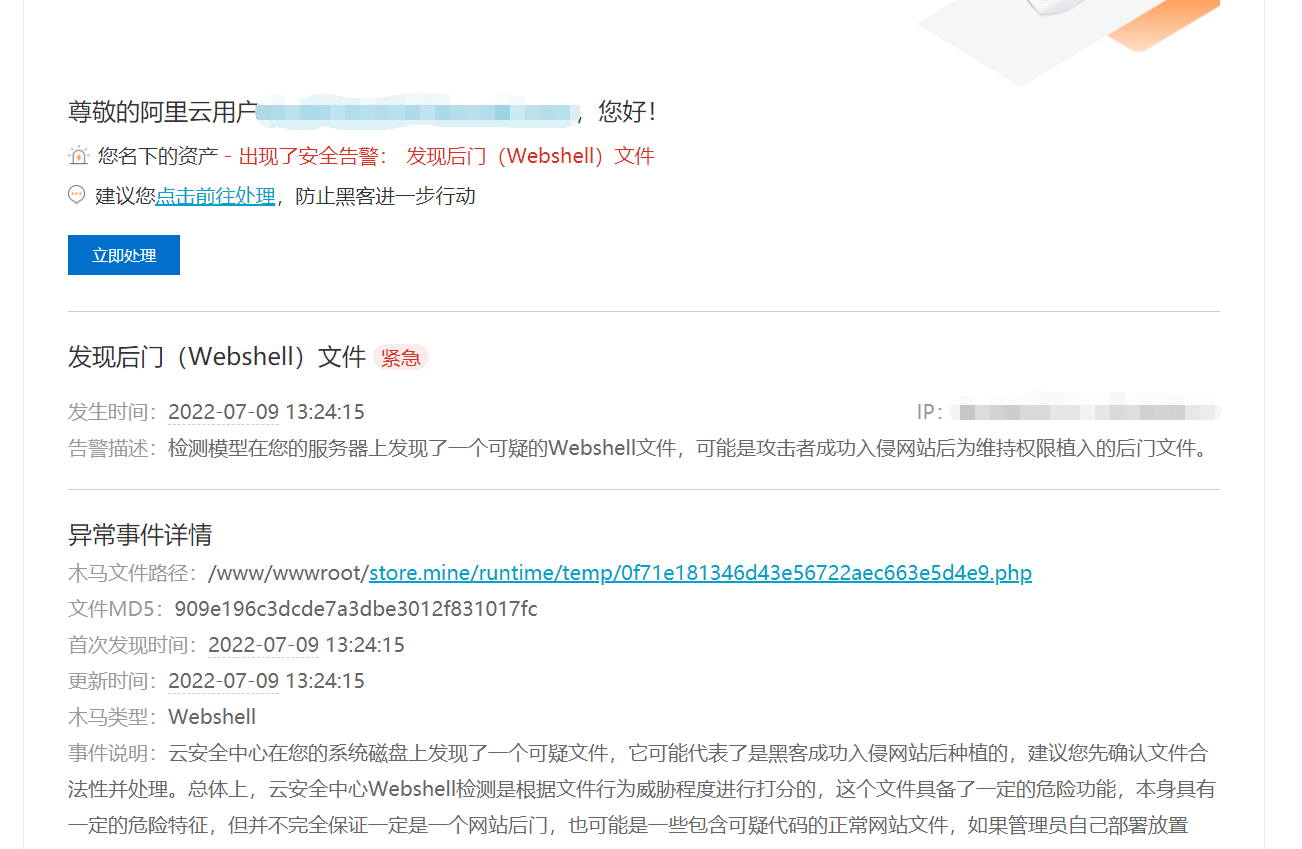 尊敬的阿里云用户，您好！
您名下的资产 - 出现了安全告警： 发现后门（Webshell）文件
建议您点击前往处理，防止黑客进一步行动
立即处理
发现后门（Webshell）文件 紧急
发生时间：2022-07-09 13:24:15 IP：
告警描述：检测模型在您的服务器上发现了一个可疑的Webshell文件，可能是攻击者成功入侵网站后为维持权限植入的后门文件。
异常事件详情
木马文件路径：/www/wwwroot/store.mine/runtime/temp/0f71e181346d43e56722aec663e5d4e9.php
文件MD5：909e196c3dcde7a3dbe3012f831017fc
首次发现时间：2022-07-09 13:24:15
更新时间：2022-07-09 13:24:15
木马类型：Webshell
事件说明：云安全中心在您的系统磁盘上发现了一个可疑文件，它可能代表了是黑客成功入侵网站后种植的，建议您先确认文件合
法性并处理。总体上，云安全中心Webshell检测是根据文件行为威胁程度进行打分的，这个文件具备了一定的危险功能，本身具有
一定的危险特征，但并不完全保证一定是一个网站后门，也可能是一些包含可疑代码的正常网站文件，如果管理员自己部署放置